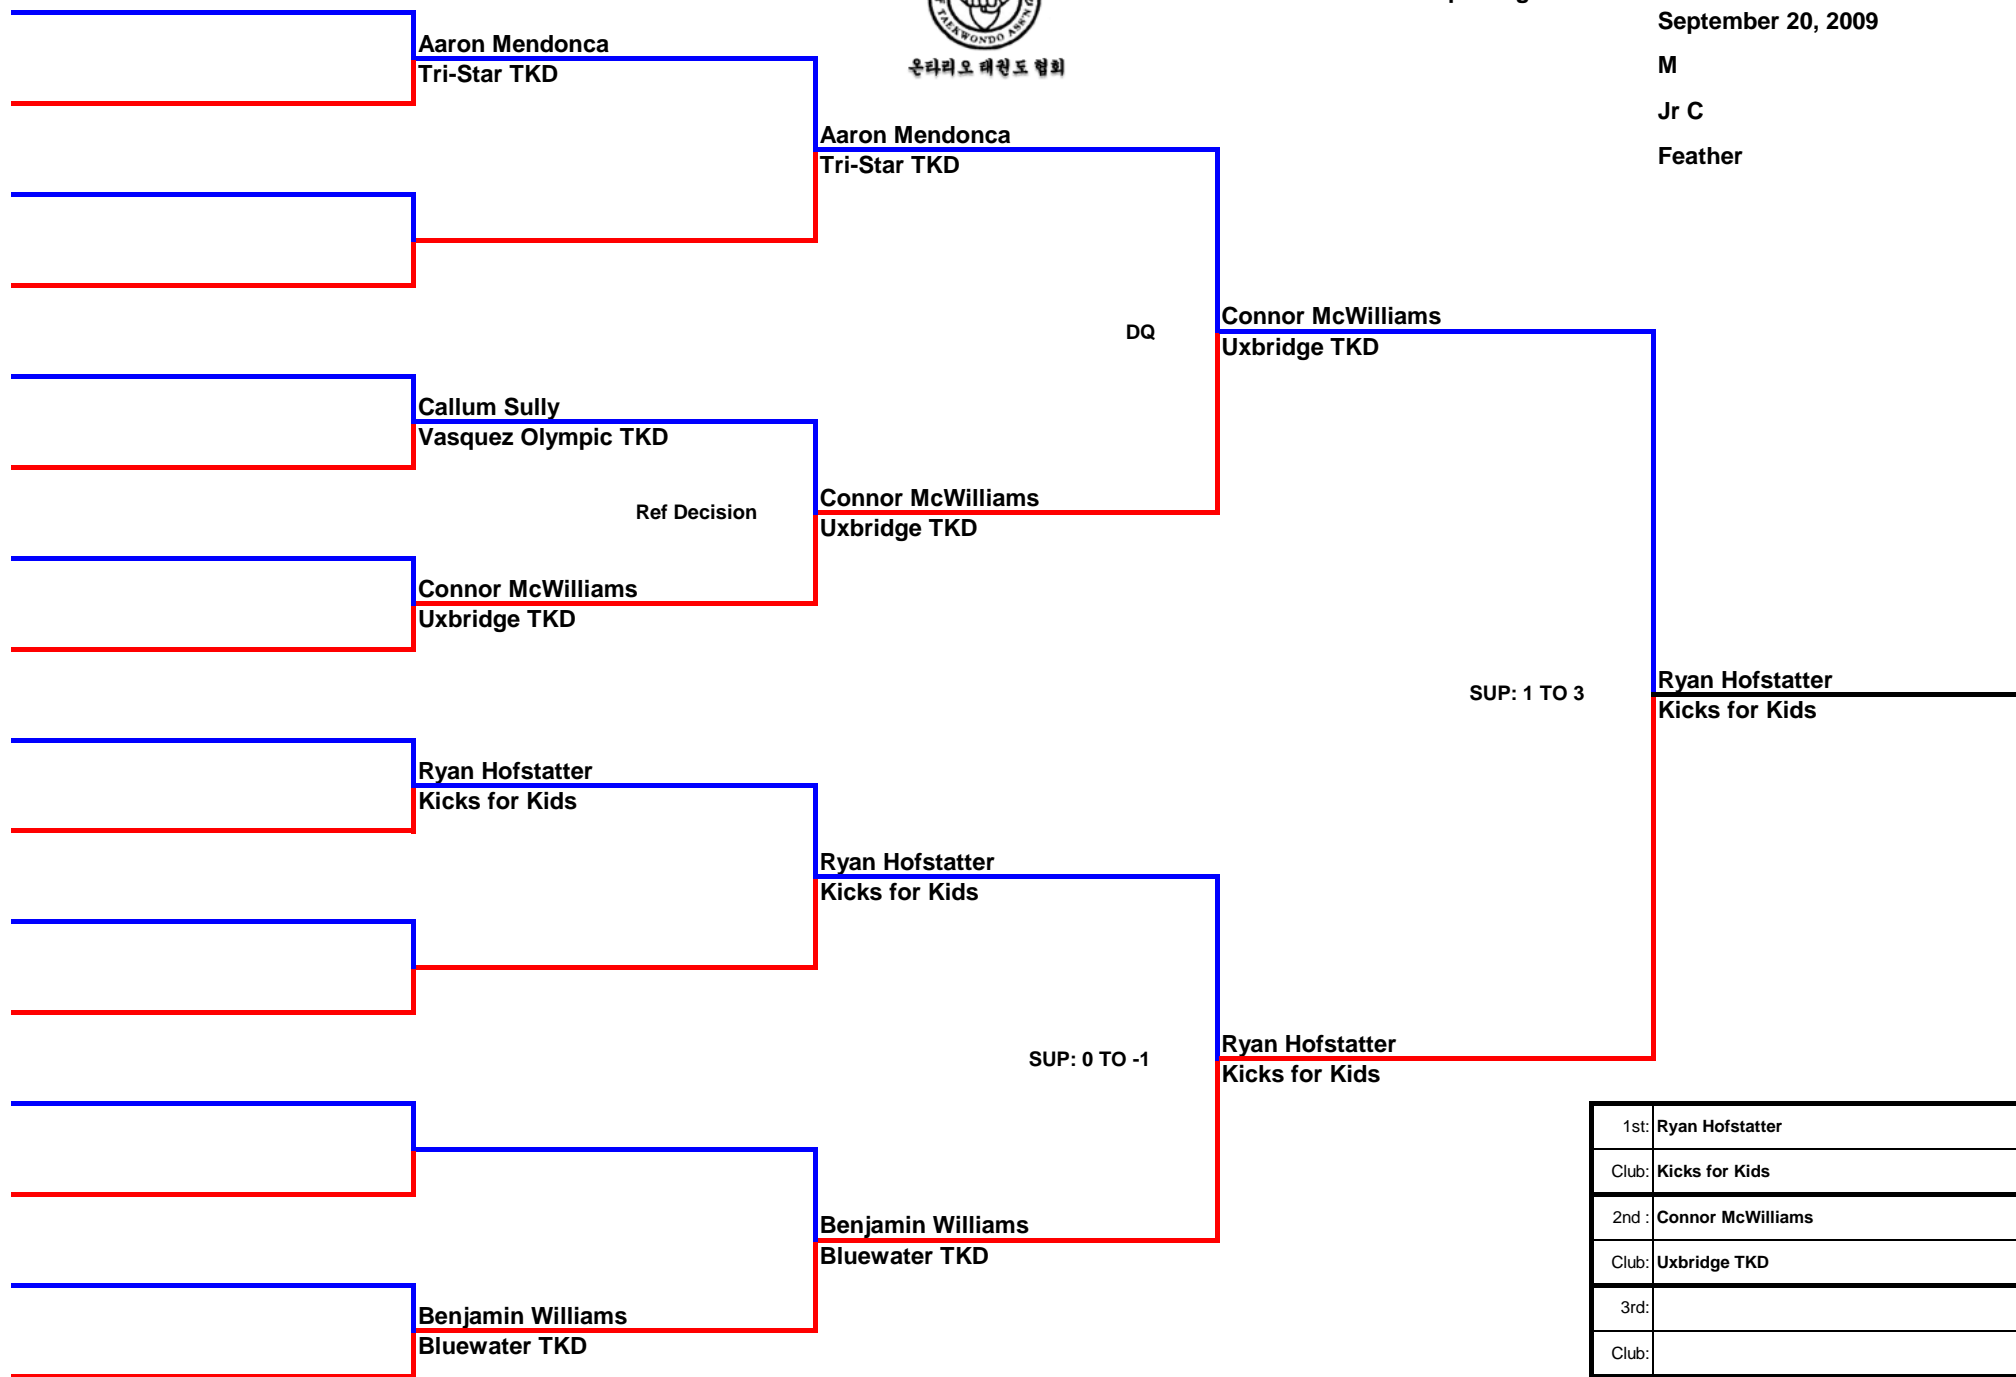 TAEKWONDO ASS'N
온타리오 태권도 협회
September 20, 2009
M
Jr C
Feather
Aaron Mendonca
Tri-Star TKD
Aaron Mendonca
Tri-Star TKD
DQ
Connor McWilliams
Uxbridge TKD
Callum Sully
Vasquez Olympic TKD
Ref Decision
Connor McWilliams
Uxbridge TKD
Connor McWilliams
Uxbridge TKD
SUP: 1 TO 3
Ryan Hofstatter
Kicks for Kids
Ryan Hofstatter
Kicks for Kids
Ryan Hofstatter
Kicks for Kids
SUP: 0 TO -1
Ryan Hofstatter
Kicks for Kids
Benjamin Williams
Bluewater TKD
Benjamin Williams
Bluewater TKD
1st: Ryan Hofstatter
Club: Kicks for Kids
2nd : Connor McWilliams
Club: Uxbridge TKD
3rd:
Club: